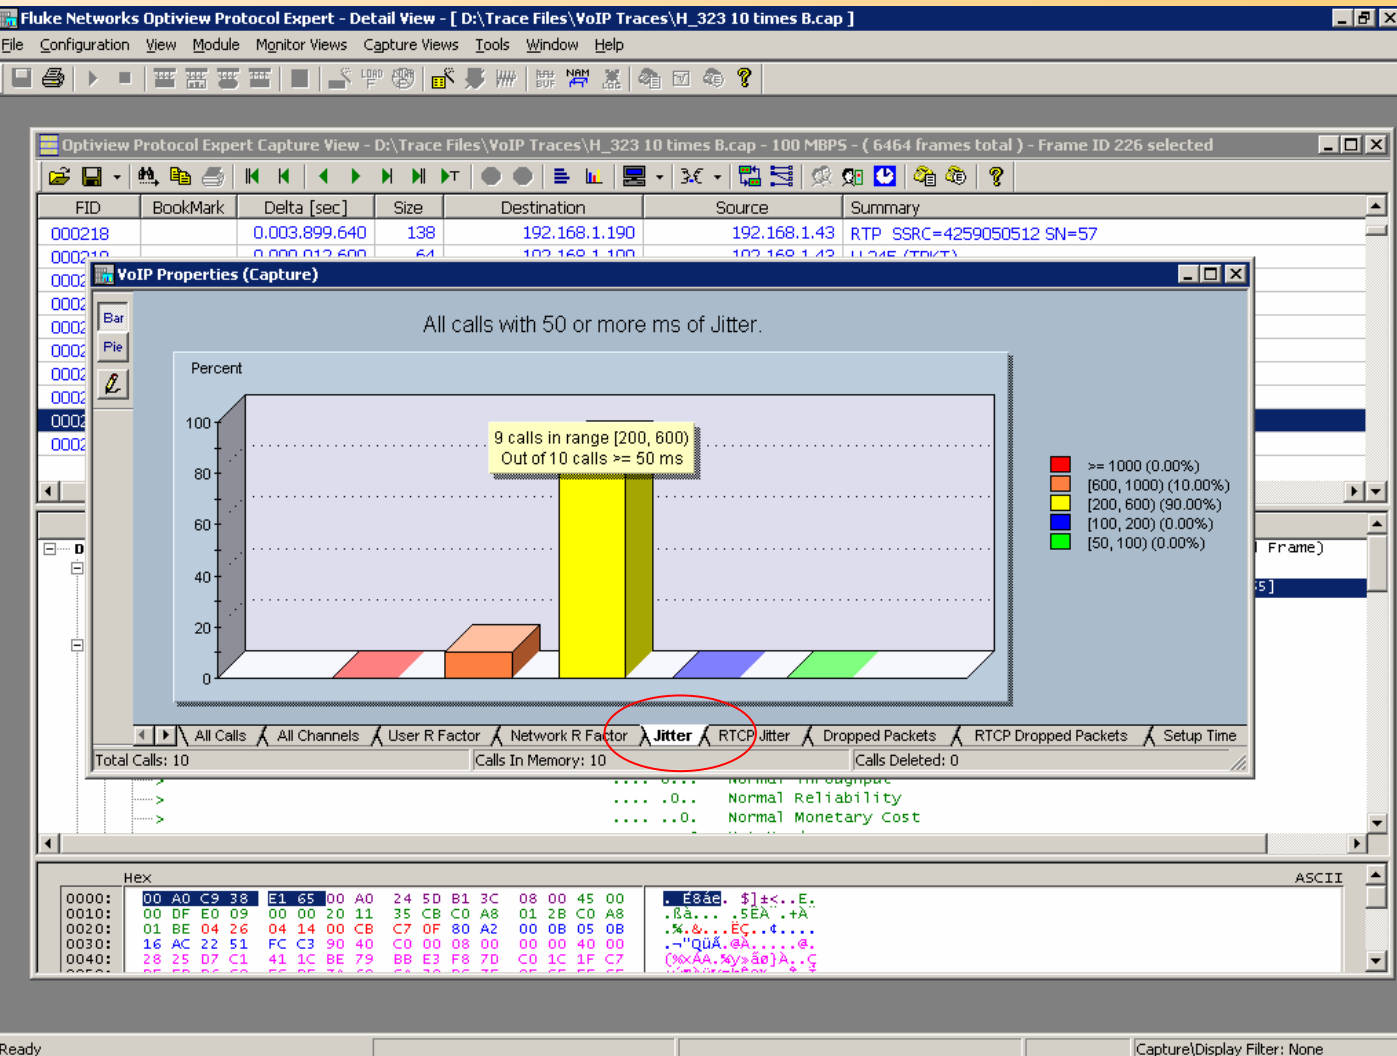 Fluke Networks Optiview Protocol Expert - Detail View - [ D:\Trace Files\VoIP Traces\H_323 10 times B.cap ]
File Configuration View Module Monitor Views Capture Views Tools Window Help
Optiview Protocol Expert Capture View - D:\Trace Files\VoIP Traces\H_323 10 times B.cap - 100 MBPS - ( 6464 frames total ) - Frame ID 226 selected
FID BookMark Delta [sec] Size Destination Source Summary
000218 0.003.899.640 138 192.168.1.190 192.168.1.43 RTP SSRC=4259050512 SN=57
VoIP Properties (Capture)
Bar
Pie
All calls with 50 or more ms of Jitter.
Percent
100
80
60
40
20
0
9 calls in range [200, 600)
Out of 10 calls >= 50 ms
>= 1000 (0.00%)
[600, 1000) (10.00%)
[200, 600) (90.00%)
[100, 200) (0.00%)
[50, 100) (0.00%)
Frame)
All Calls All Channels User R Factor Network R Factor Jitter RTCP Jitter Dropped Packets RTCP Dropped Packets Setup Time
Total Calls: 10 Calls In Memory: 10 Calls Deleted: 0
.... .0.. Normal Reliability
.... ..0. Normal Monetary Cost
Hex ASCII
0000: 00 A0 C9 38 E1 65 00 A0 24 5D B1 3C 08 00 45 00 . É8áe. $]±<..E.
0010: 00 DF E0 09 00 00 20 11 35 CB C0 A8 01 2B C0 A8 .ßà... .5ËÀ¨.+À¨
0020: 01 BE 04 26 04 14 00 CB C7 0F 80 A2 00 0B 05 0B .¾.&...ËÇ..¢....
0030: 16 AC 22 51 FC C3 90 40 C0 00 08 00 00 00 40 00 .¬"QüÃ.@À.....@.
0040: 28 25 D7 C1 41 1C BE 79 BB E3 F8 7D C0 1C 1F C7 (%×ÁA.¾y»ãø}À..Ç
Ready Capture\Display Filter: None